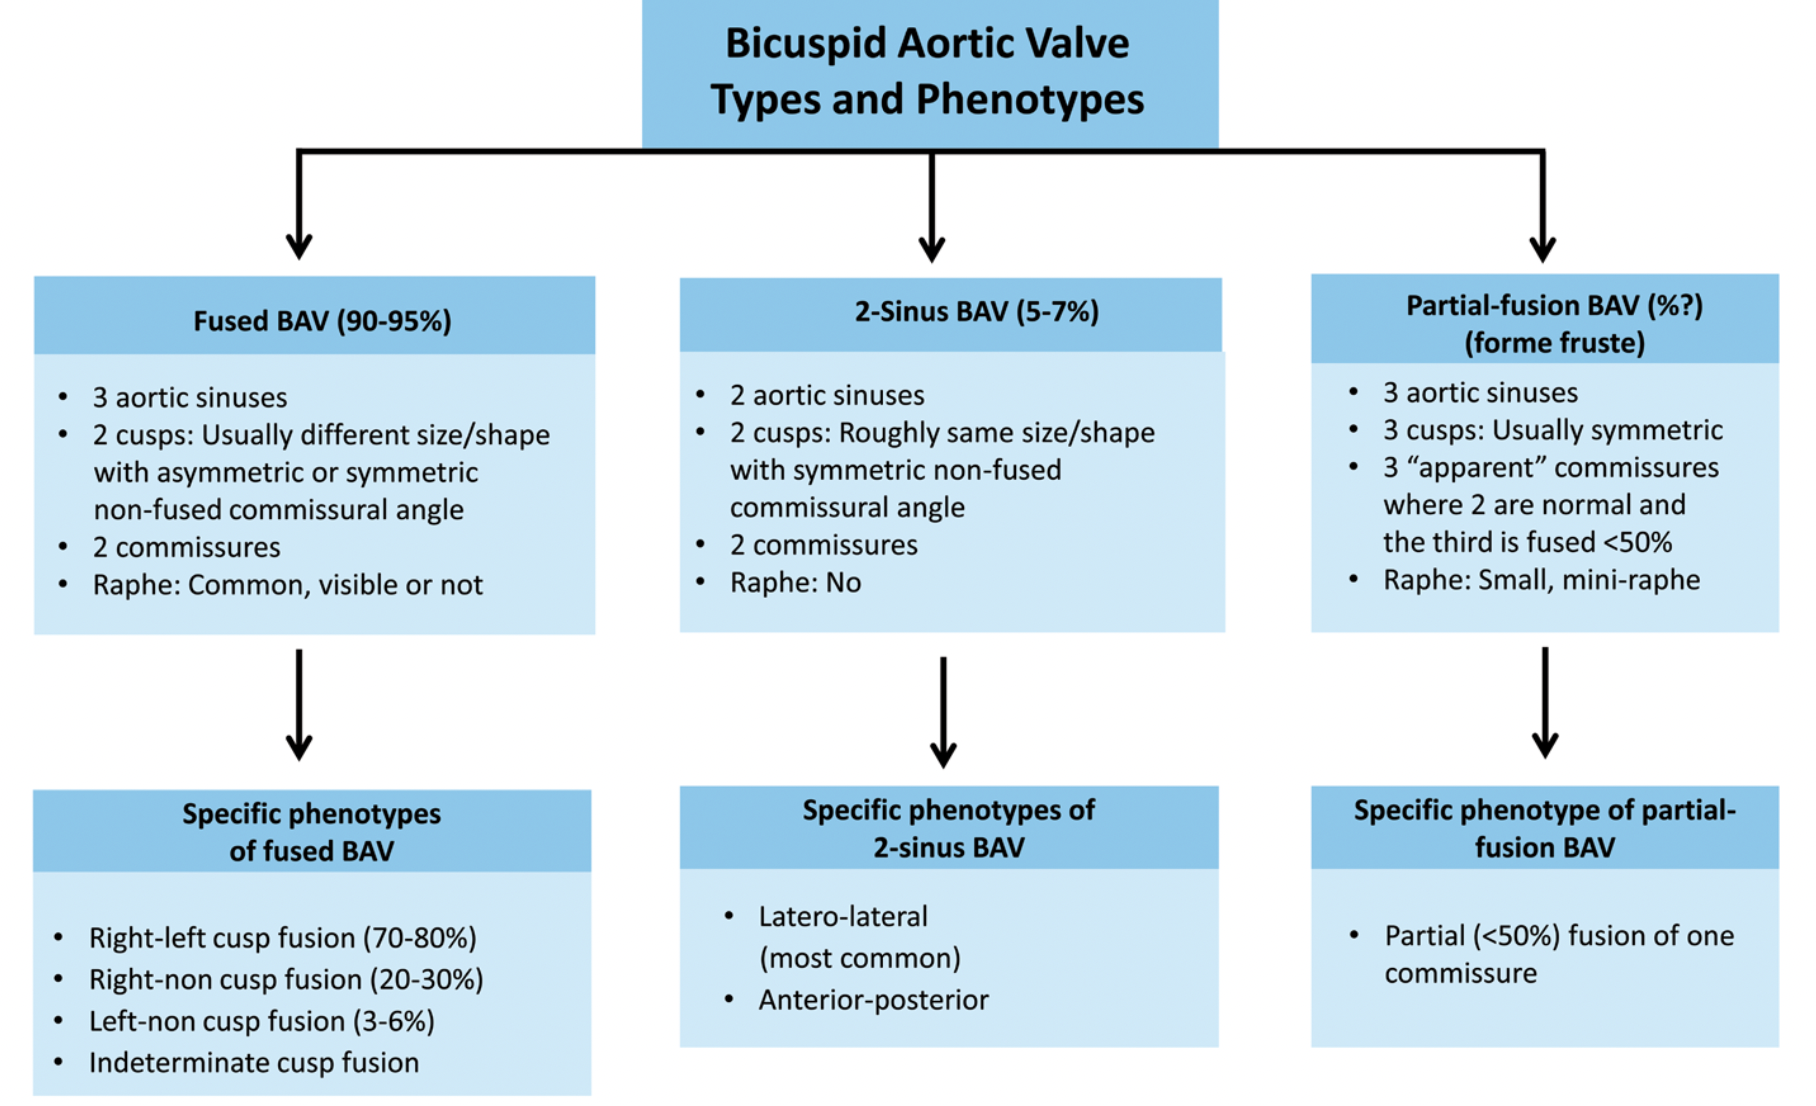 Bicuspid Aortic Valve
Types and Phenotypes
Fused BAV (90-95%)
• 3 aortic sinuses
• 2 cusps: Usually different size/shape
with asymmetric or symmetric
non-fused commissural angle
• 2 commissures
• Raphe: Common, visible or not
2-Sinus BAV (5-7%)
• 2 aortic sinuses
• 2 cusps: Roughly same size/shape
with symmetric non-fused
commissural angle
• 2 commissures
• Raphe: No
Partial-fusion BAV (%?)
(forme fruste)
• 3 aortic sinuses
• 3 cusps: Usually symmetric
• 3 “apparent” commissures
where 2 are normal and
the third is fused <50%
• Raphe: Small, mini-raphe
Specific phenotypes
of fused BAV
• Right-left cusp fusion (70-80%)
• Right-non cusp fusion (20-30%)
• Left-non cusp fusion (3-6%)
• Indeterminate cusp fusion
Specific phenotypes of
2-sinus BAV
• Latero-lateral
(most common)
• Anterior-posterior
Specific phenotype of partial-
fusion BAV
• Partial (<50%) fusion of one
commissure